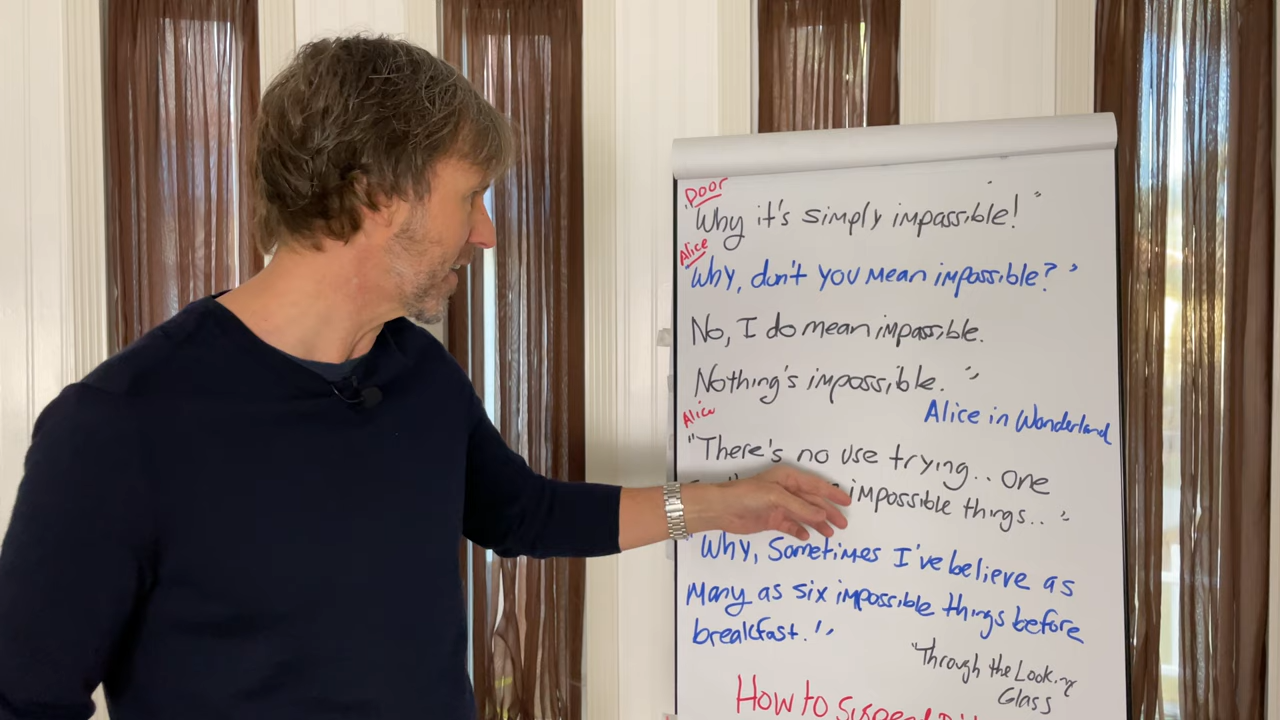 Door
"Why it's simply impassible!"
Alice
"Why, don't you mean impossible?"
No, I do mean impassible.
Nothing's impossible."
Alice in Wonderland
Alice
"There's no use trying.. one
impossible things.."
"Why, Sometimes I've believe as
Many as six impossible things before
breakfast."
"Through the Looking
Glass
How to Suspend